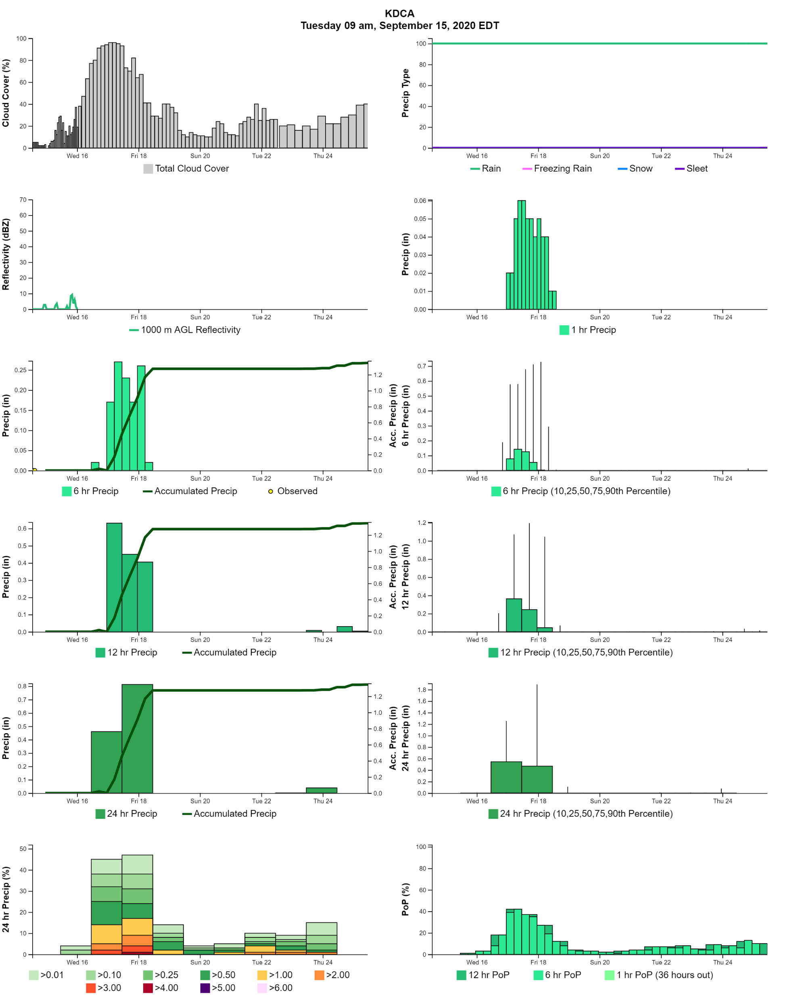 KDCA
Tuesday 09 am, September 15, 2020 EDT
Cloud Cover (%)
100
80
60
40
20
0
Wed 16 Fri 18 Sun 20 Tue 22 Thu 24
Total Cloud Cover
Precip Type
100
80
60
40
20
0
Wed 16 Fri 18 Sun 20 Tue 22 Thu 24
Rain Freezing Rain Snow Sleet
Reflectivity (dBZ)
70
60
50
40
30
20
10
0
Wed 16 Fri 18 Sun 20 Tue 22 Thu 24
1000 m AGL Reflectivity
Precip (in)
0.06
0.05
0.04
0.03
0.02
0.01
0.00
Wed 16 Fri 18 Sun 20 Tue 22 Thu 24
1 hr Precip
Precip (in)
0.25
0.20
0.15
0.10
0.05
0.00
Wed 16 Fri 18 Sun 20 Tue 22 Thu 24
1.2
1.0
0.8
0.6
0.4
0.2
0.0
Acc. Precip (in)
6 hr Precip Accumulated Precip Observed
6 hr Precip (in)
0.7
0.6
0.5
0.4
0.3
0.2
0.1
0.0
Wed 16 Fri 18 Sun 20 Tue 22 Thu 24
6 hr Precip (10,25,50,75,90th Percentile)
Precip (in)
0.6
0.5
0.4
0.3
0.2
0.1
0.0
Wed 16 Fri 18 Sun 20 Tue 22 Thu 24
1.2
1.0
0.8
0.6
0.4
0.2
0.0
Acc. Precip (in)
12 hr Precip Accumulated Precip
12 hr Precip (in)
1.2
1.0
0.8
0.6
0.4
0.2
0.0
Wed 16 Fri 18 Sun 20 Tue 22 Thu 24
12 hr Precip (10,25,50,75,90th Percentile)
Precip (in)
0.8
0.7
0.6
0.5
0.4
0.3
0.2
0.1
0.0
Wed 16 Fri 18 Sun 20 Tue 22 Thu 24
1.2
1.0
0.8
0.6
0.4
0.2
0.0
Acc. Precip (in)
24 hr Precip Accumulated Precip
24 hr Precip (in)
1.8
1.6
1.4
1.2
1.0
0.8
0.6
0.4
0.2
0.0
Wed 16 Fri 18 Sun 20 Tue 22 Thu 24
24 hr Precip (10,25,50,75,90th Percentile)
24 hr Precip (%)
50
40
30
20
10
0
Wed 16 Fri 18 Sun 20 Tue 22 Thu 24
>0.01 >0.10 >0.25 >0.50 >1.00 >2.00
>3.00 >4.00 >5.00 >6.00
PoP (%)
100
80
60
40
20
0
Wed 16 Fri 18 Sun 20 Tue 22 Thu 24
12 hr PoP 6 hr PoP 1 hr PoP (36 hours out)